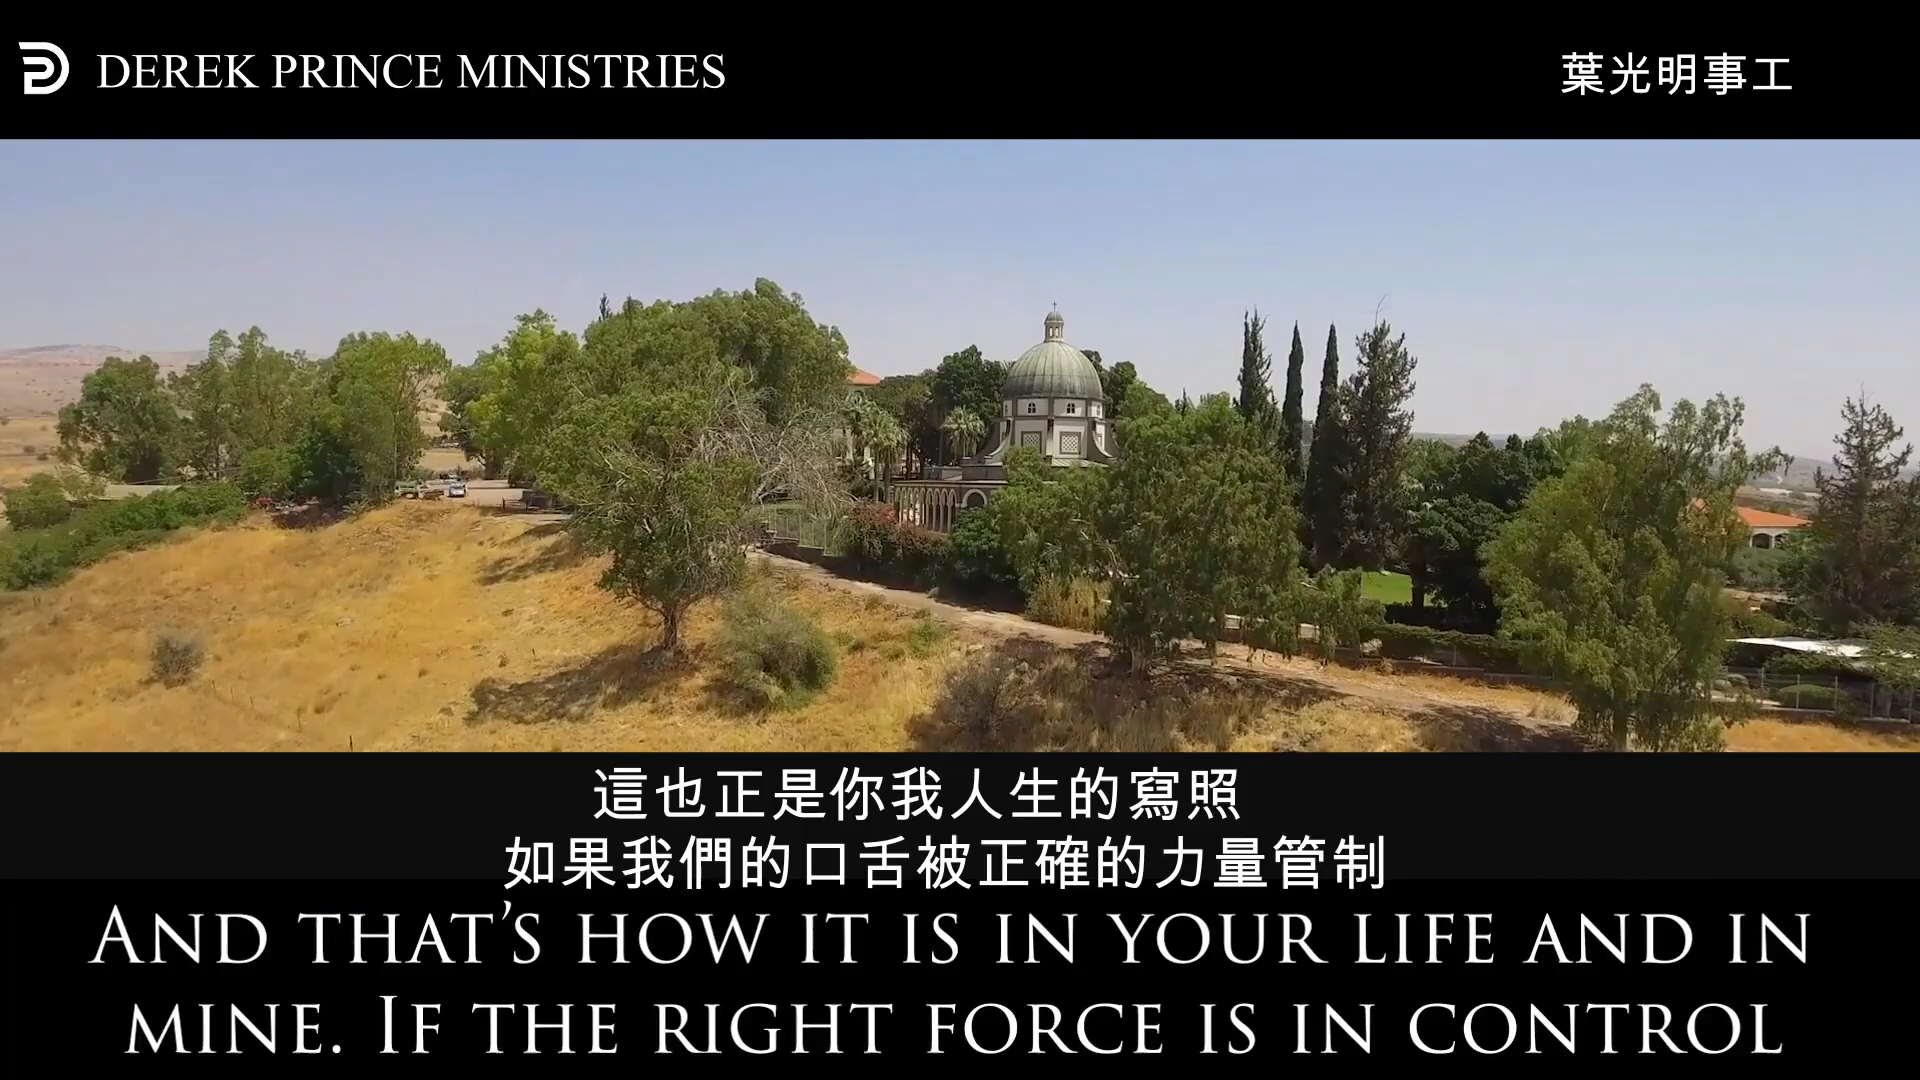 DEREK PRINCE MINISTRIES
葉光明事工
這也正是你我人生的寫照
如果我們的口舌被正確的力量管制
AND THAT'S HOW IT IS IN YOUR LIFE AND IN
MINE. IF THE RIGHT FORCE IS IN CONTROL